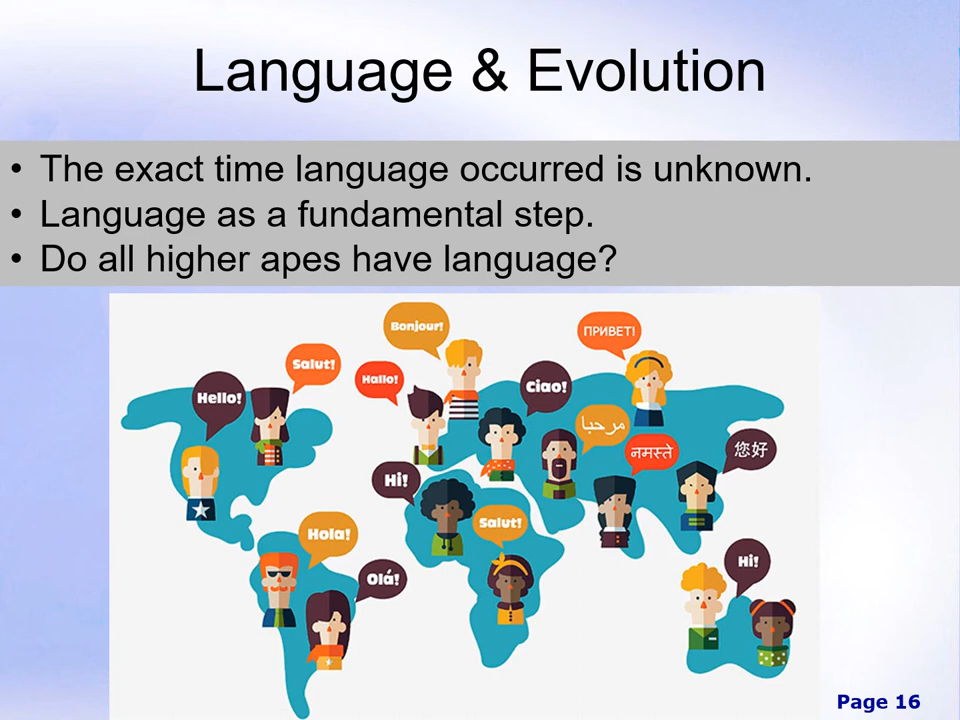 Language & Evolution
• The exact time language occurred is unknown.
• Language as a fundamental step.
• Do all higher apes have language?
Bonjour!
ПРИВЕТ!
Salut!
Hallo!
Ciao!
Hello!
مرحبا
नमस्ते
您好
Hi!
Salut!
Hola!
Hi!
Olá!
Page 16